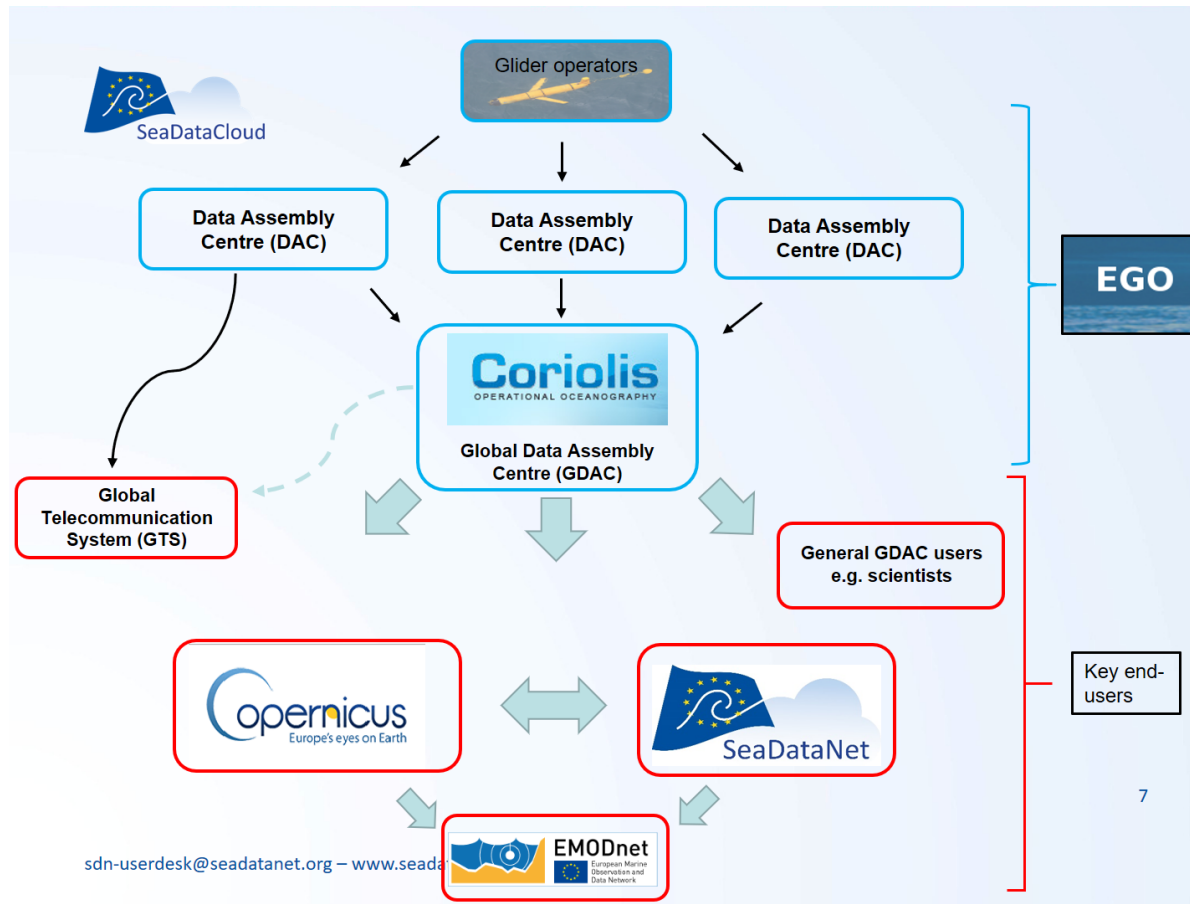 Glider operators
SeaDataCloud
Data Assembly
Centre (DAC)
Data Assembly
Centre (DAC)
Data Assembly
Centre (DAC)
EGO
Coriolis
OPERATIONAL OCEANOGRAPHY
Global Data Assembly
Centre (GDAC)
Global
Telecommunication
System (GTS)
General GDAC users
e.g. scientists
Copernicus
Europe's eyes on Earth
SeaDataNet
Key end-
users
7
EMODnet
European Marine
Observation and
Data Network
sdn-userdesk@seadatanet.org – www.seada